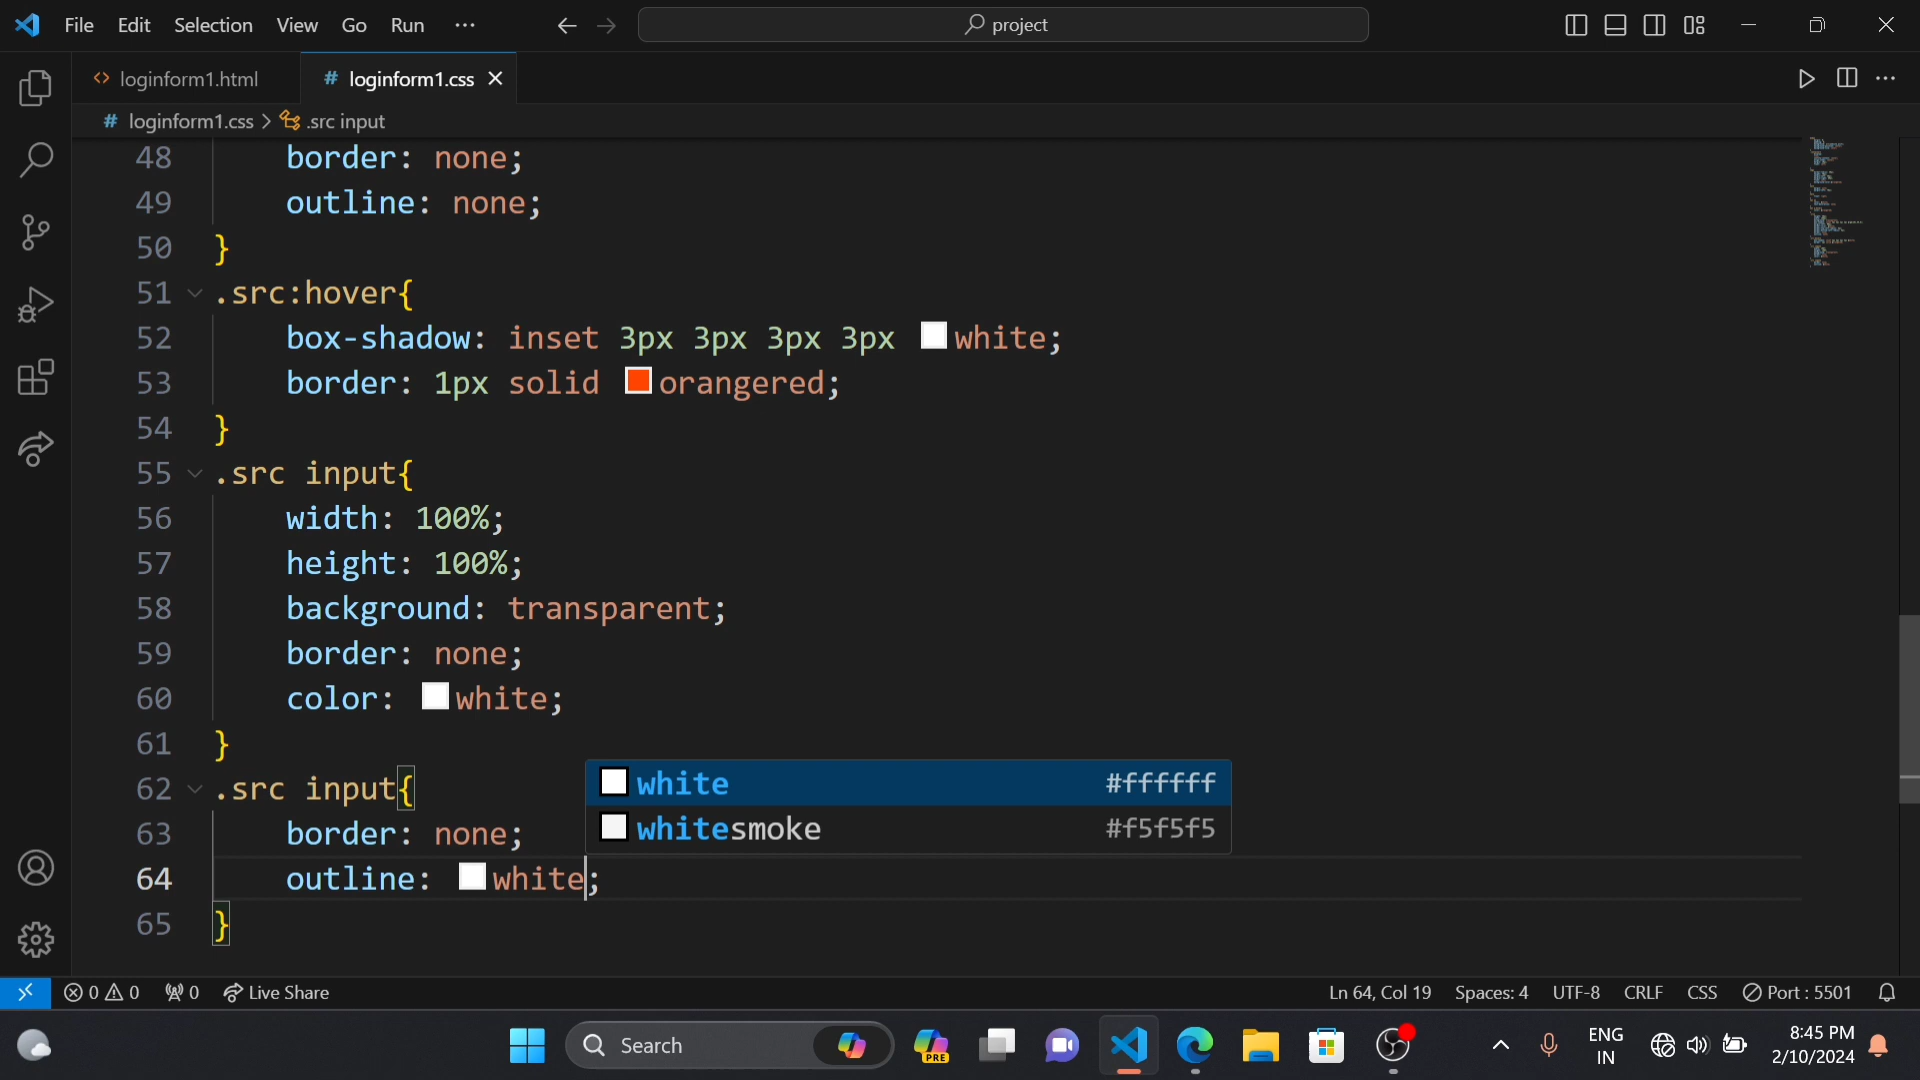 File Edit Selection View Go Run ··· project
loginform1.html # loginform1.css
# loginform1.css > .src input
48 border: none;
49 outline: none;
50 }
51 .src:hover{
52 box-shadow: inset 3px 3px 3px 3px white;
53 border: 1px solid orangered;
54 }
55 .src input{
56 width: 100%;
57 height: 100%;
58 background: transparent;
59 border: none;
60 color: white;
61 }
62 .src input{
63 border: none;
64 outline: white;
65 }
white #ffffff
whitesmoke #f5f5f5
0 0 0 Live Share Ln 64, Col 19 Spaces: 4 UTF-8 CRLF CSS Port : 5501
Search PRE ENG IN 8:45 PM 2/10/2024